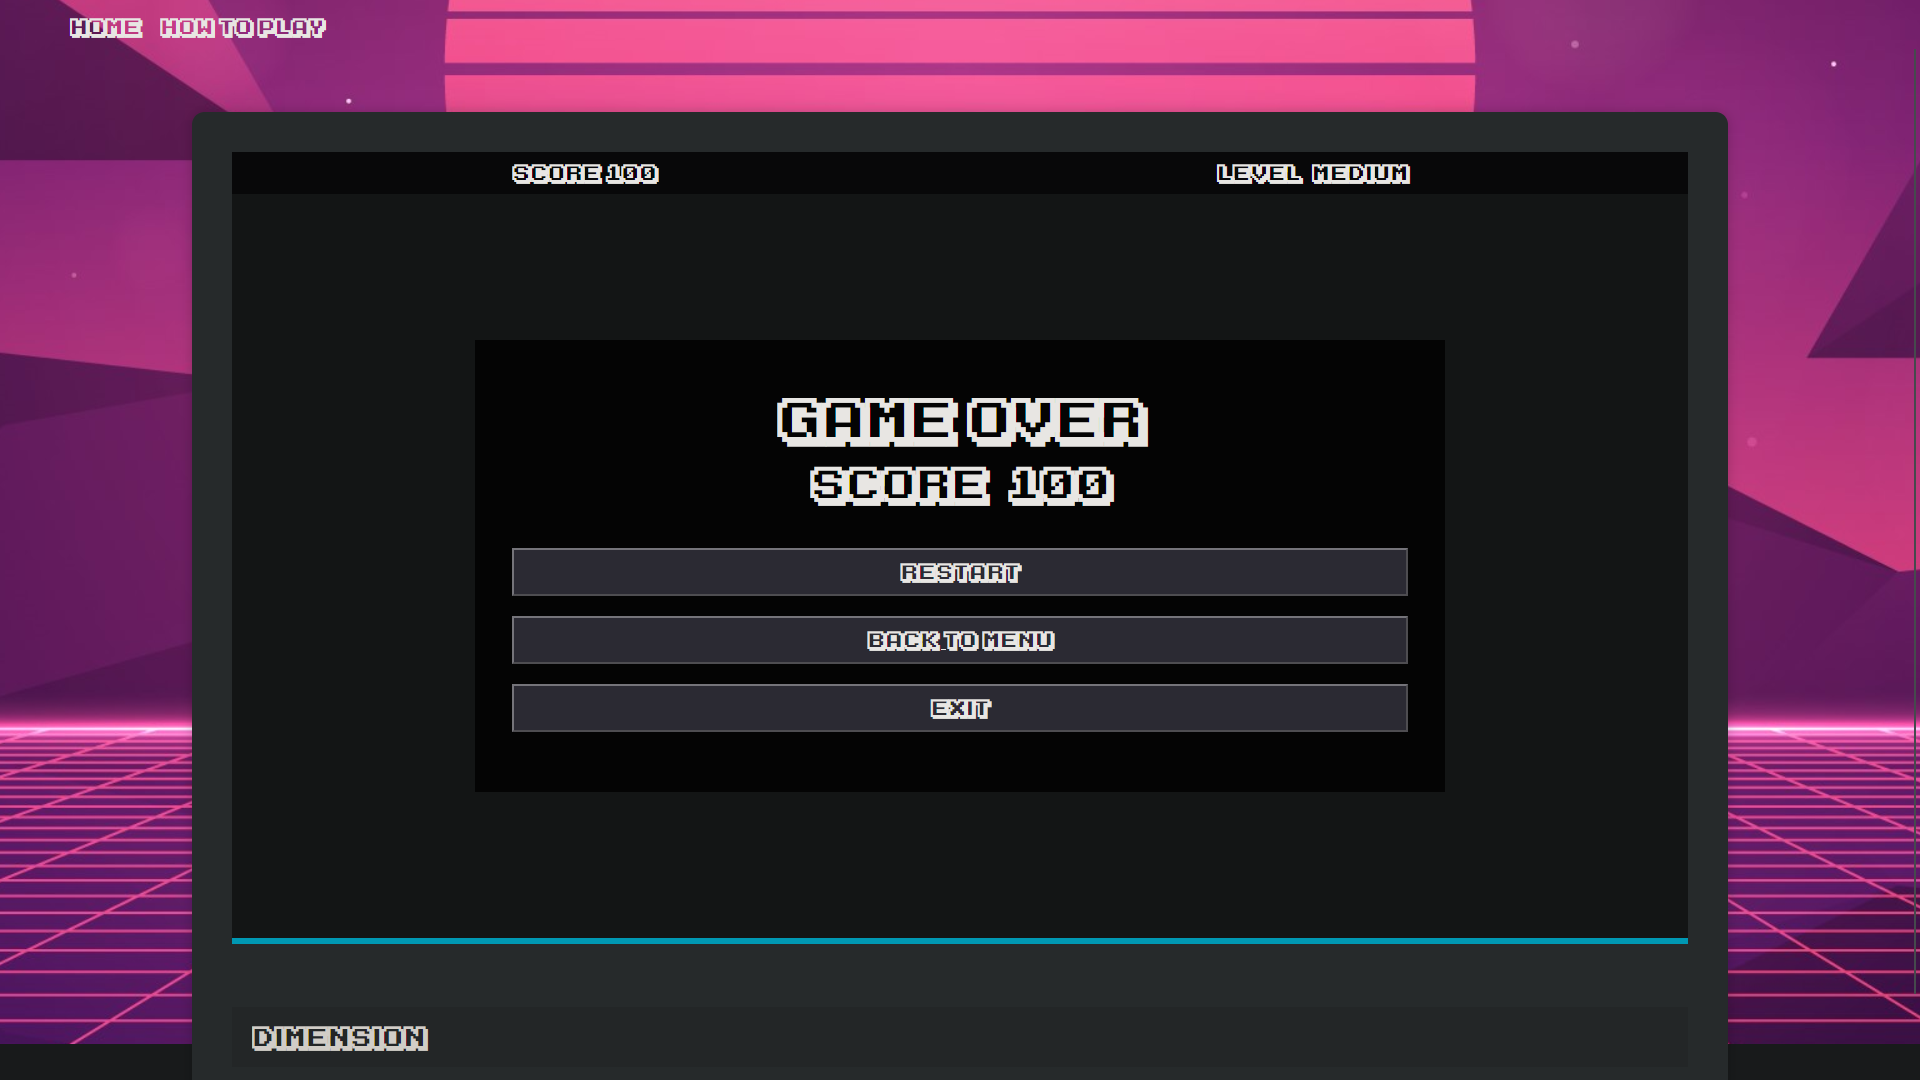 HOME HOW TO PLAY
SCORE 100 LEVEL MEDIUM
GAME OVER
SCORE 100
RESTART
BACK TO MENU
EXIT
DIMENSION